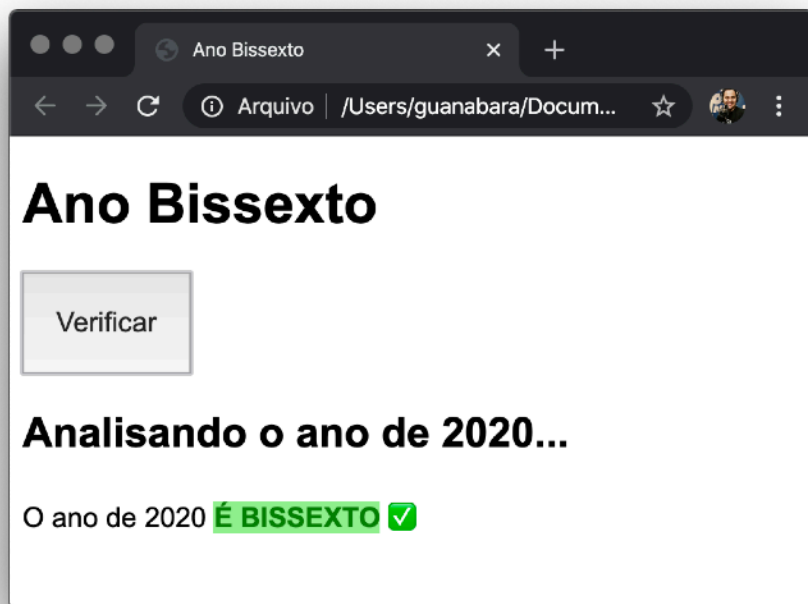 Ano Bissexto
Arquivo /Users/guanabara/Docum...
Ano Bissexto
Verificar
Analisando o ano de 2020...
O ano de 2020 É BISSEXTO ✅